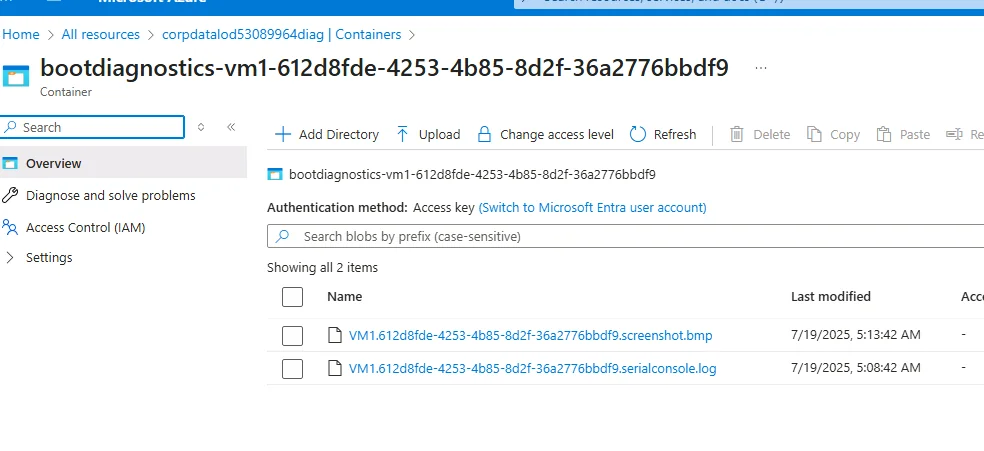 Microsoft Azure
Home > All resources > corpdatalod53089964diag | Containers >
bootdiagnostics-vm1-612d8fde-4253-4b85-8d2f-36a2776bbdf9 ...
Container
Search
Overview
Diagnose and solve problems
Access Control (IAM)
Settings
Add Directory Upload Change access level Refresh Delete Copy Paste Re
bootdiagnostics-vm1-612d8fde-4253-4b85-8d2f-36a2776bbdf9
Authentication method: Access key (Switch to Microsoft Entra user account)
Search blobs by prefix (case-sensitive)
Showing all 2 items
Name Last modified Acc
VM1.612d8fde-4253-4b85-8d2f-36a2776bbdf9.screenshot.bmp 7/19/2025, 5:13:42 AM -
VM1.612d8fde-4253-4b85-8d2f-36a2776bbdf9.serialconsole.log 7/19/2025, 5:08:42 AM -